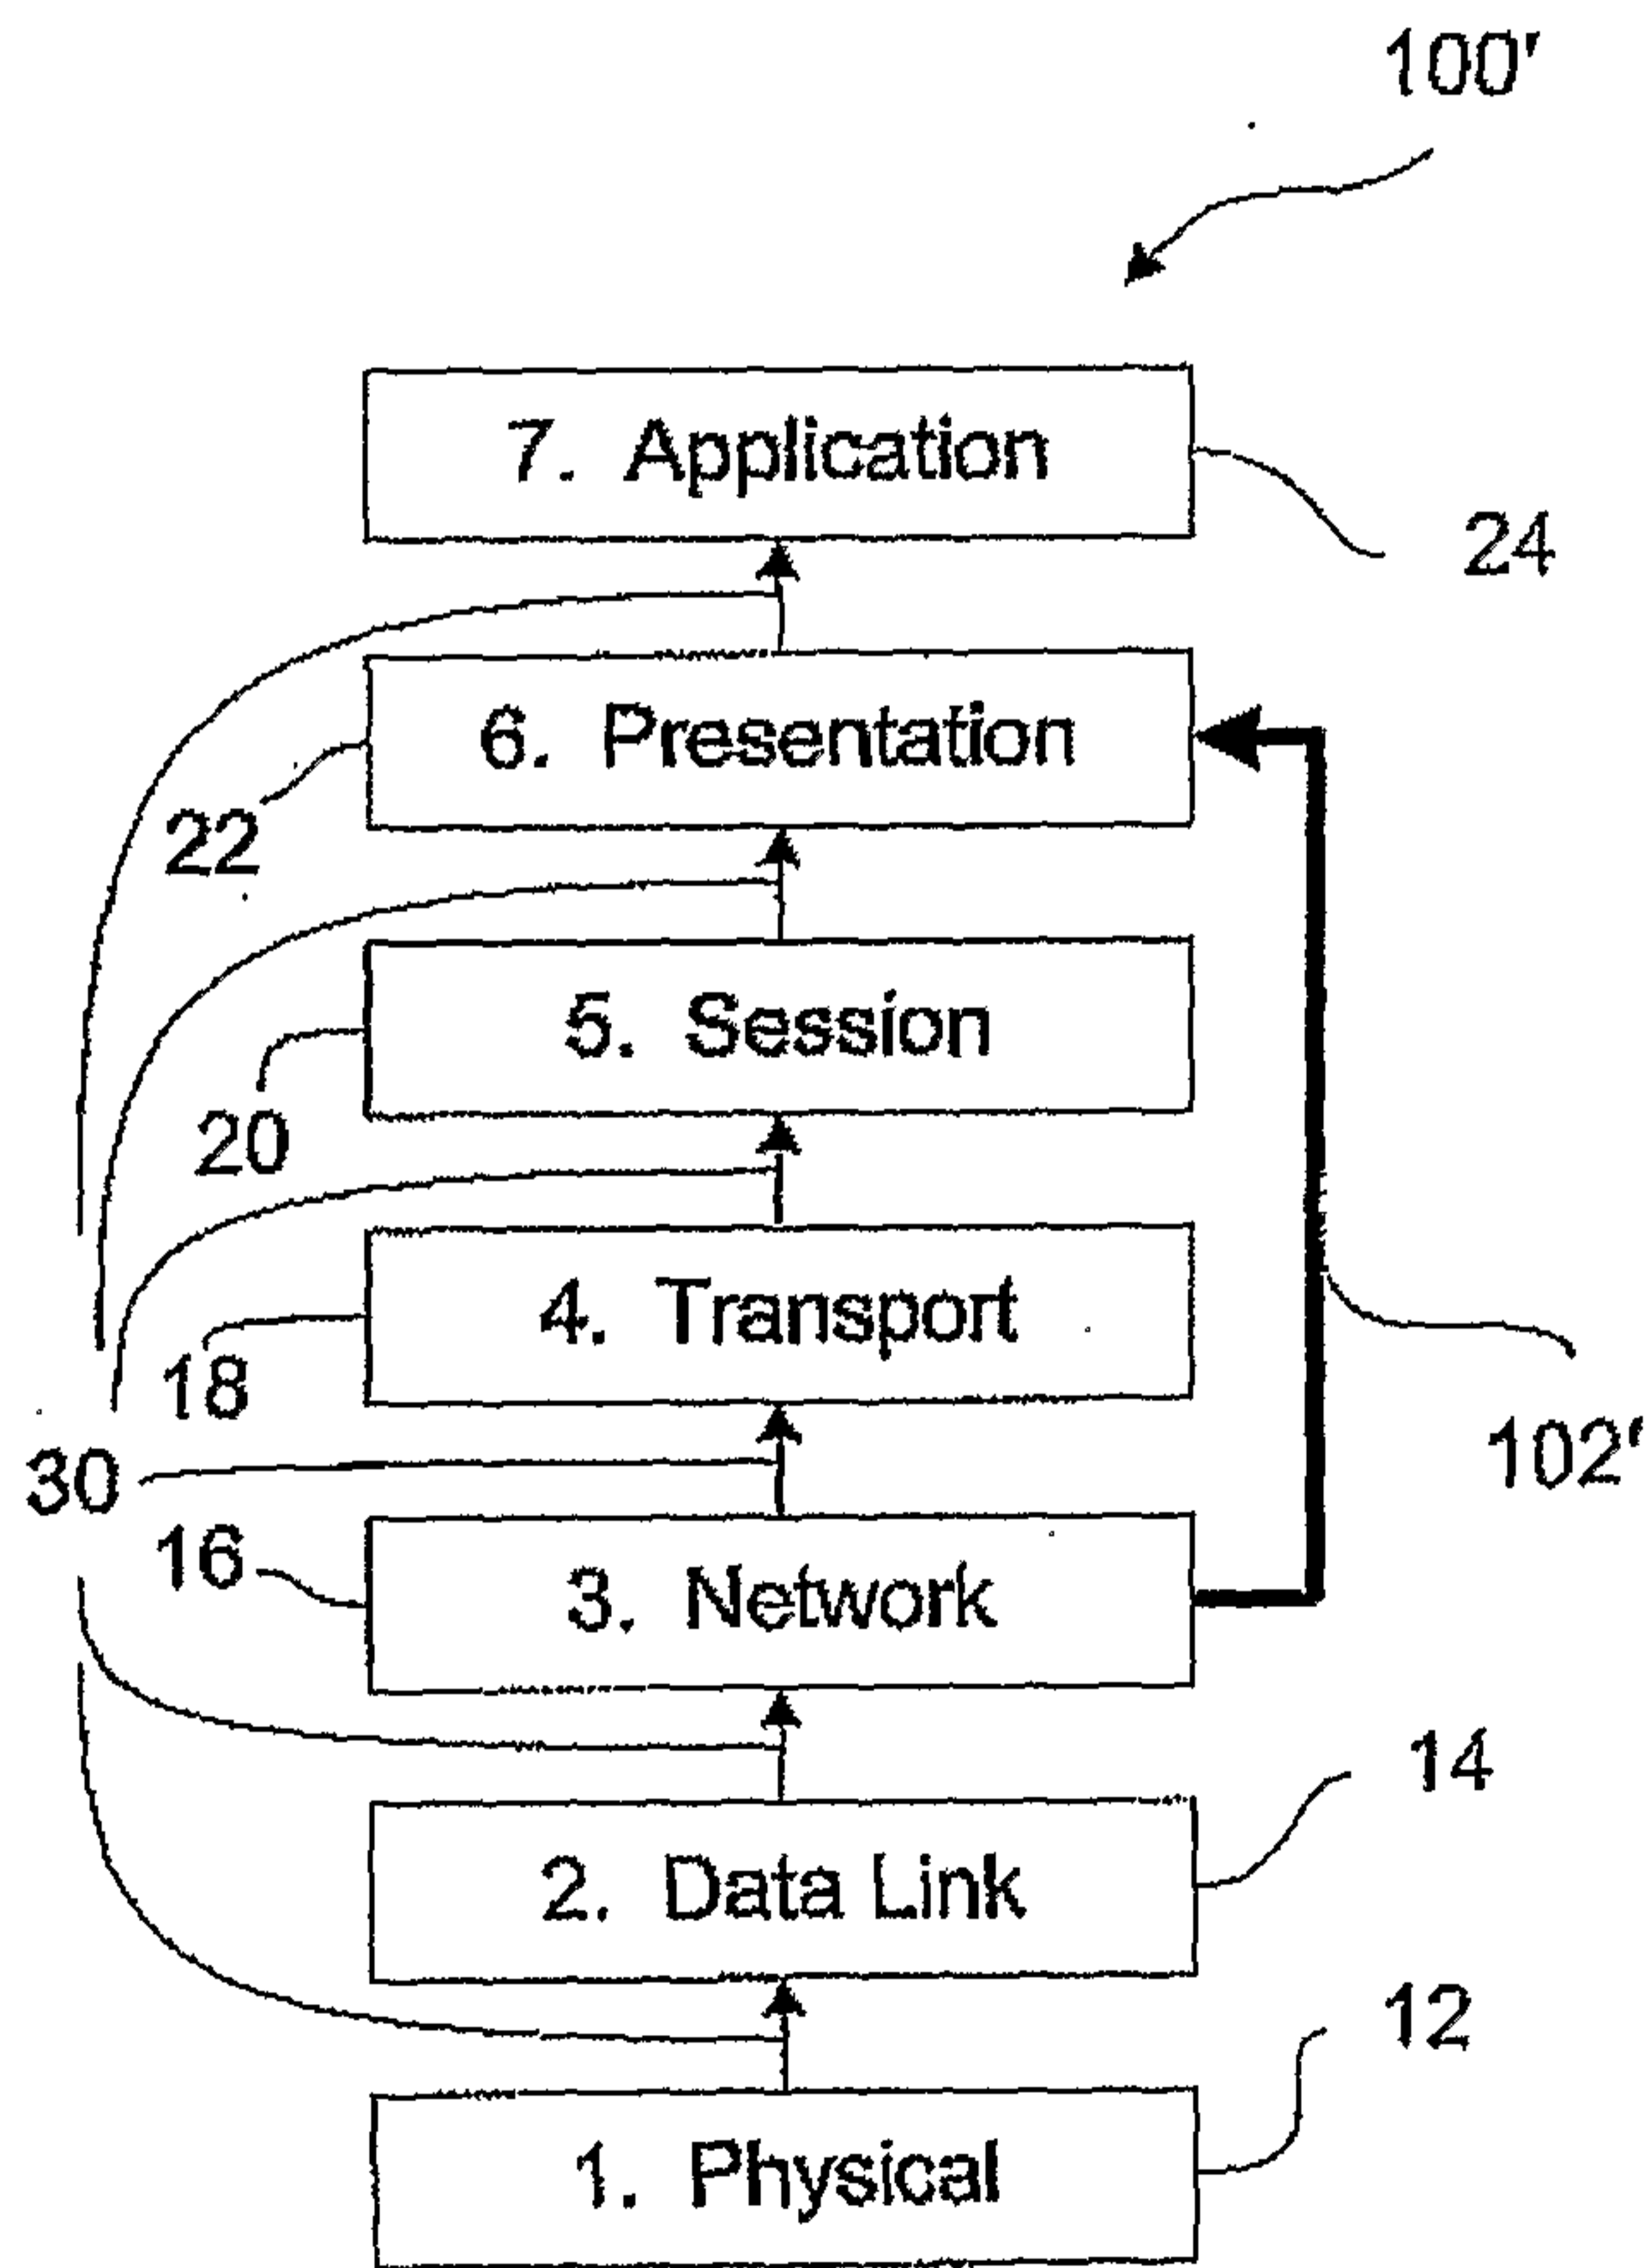 100'
7. Application
24
6. Presentation
22
5. Session
20
4. Transport
18
102'
30
16
3. Network
14
2. Data Link
12
1. Physical